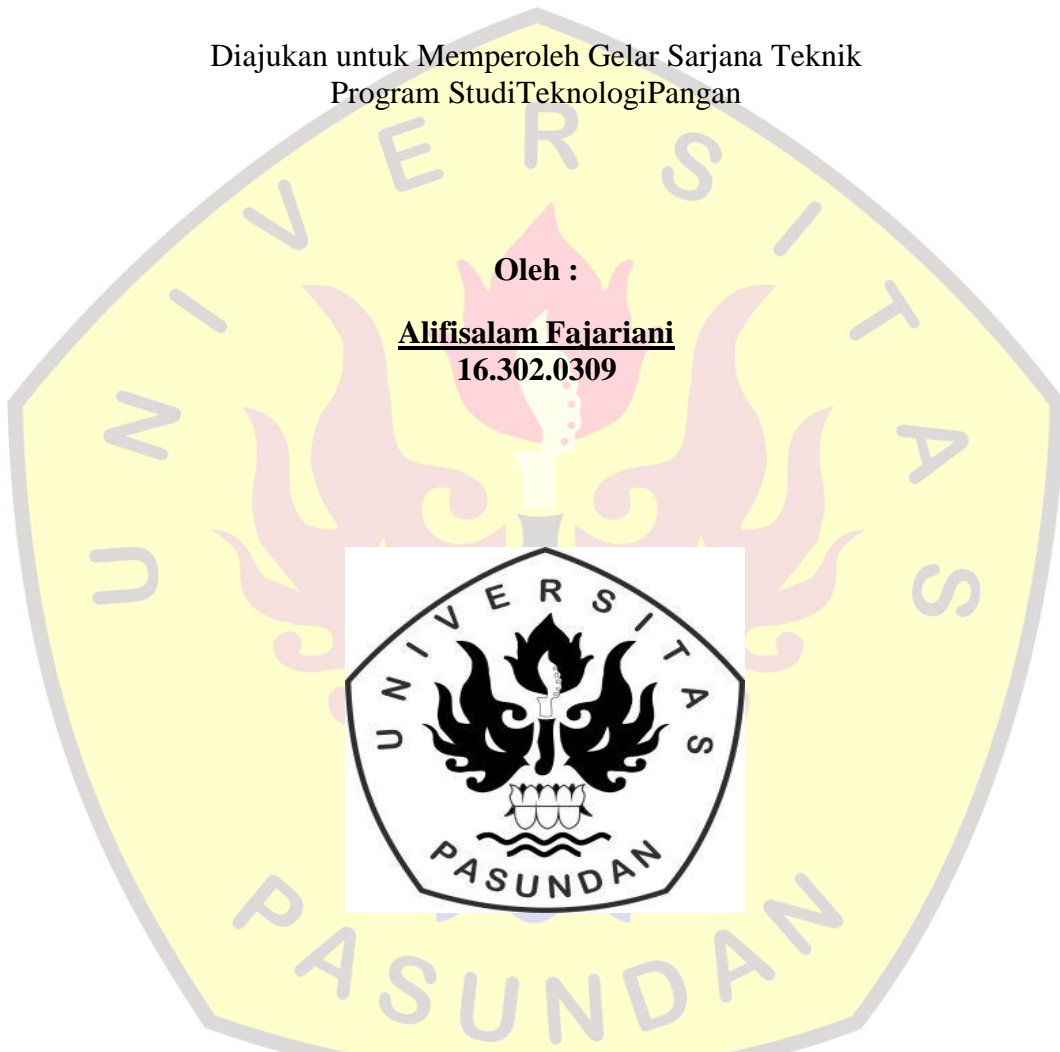 Diajukan untuk Memperoleh Gelar Sarjana Teknik
Program StudiTeknologiPangan
Oleh :
Alifisalam Fajariani
16.302.0309
UNIVERSITAS
PASUNDAN
UNIVERSITAS
PASUNDAN